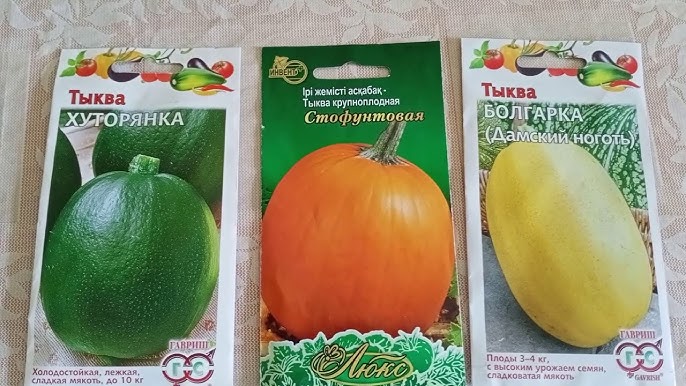 Тыква
ХУТОРЯНКА
ГАВРИШ
Г С
Холодостойкая, лежкая,
сладкая мякоть, до 10 кг
ИНВЕНТ
Ірі жемісті асқабақ -
Тыква крупноплодная
Стофунтовая
Люкс
Тыква
БОЛГАРКА
(Дамский ноготь)
ГАВРИШ
Г С
GAVRISH
Плоды 3–4 кг,
с высоким урожаем семян,
сладковатая мякоть